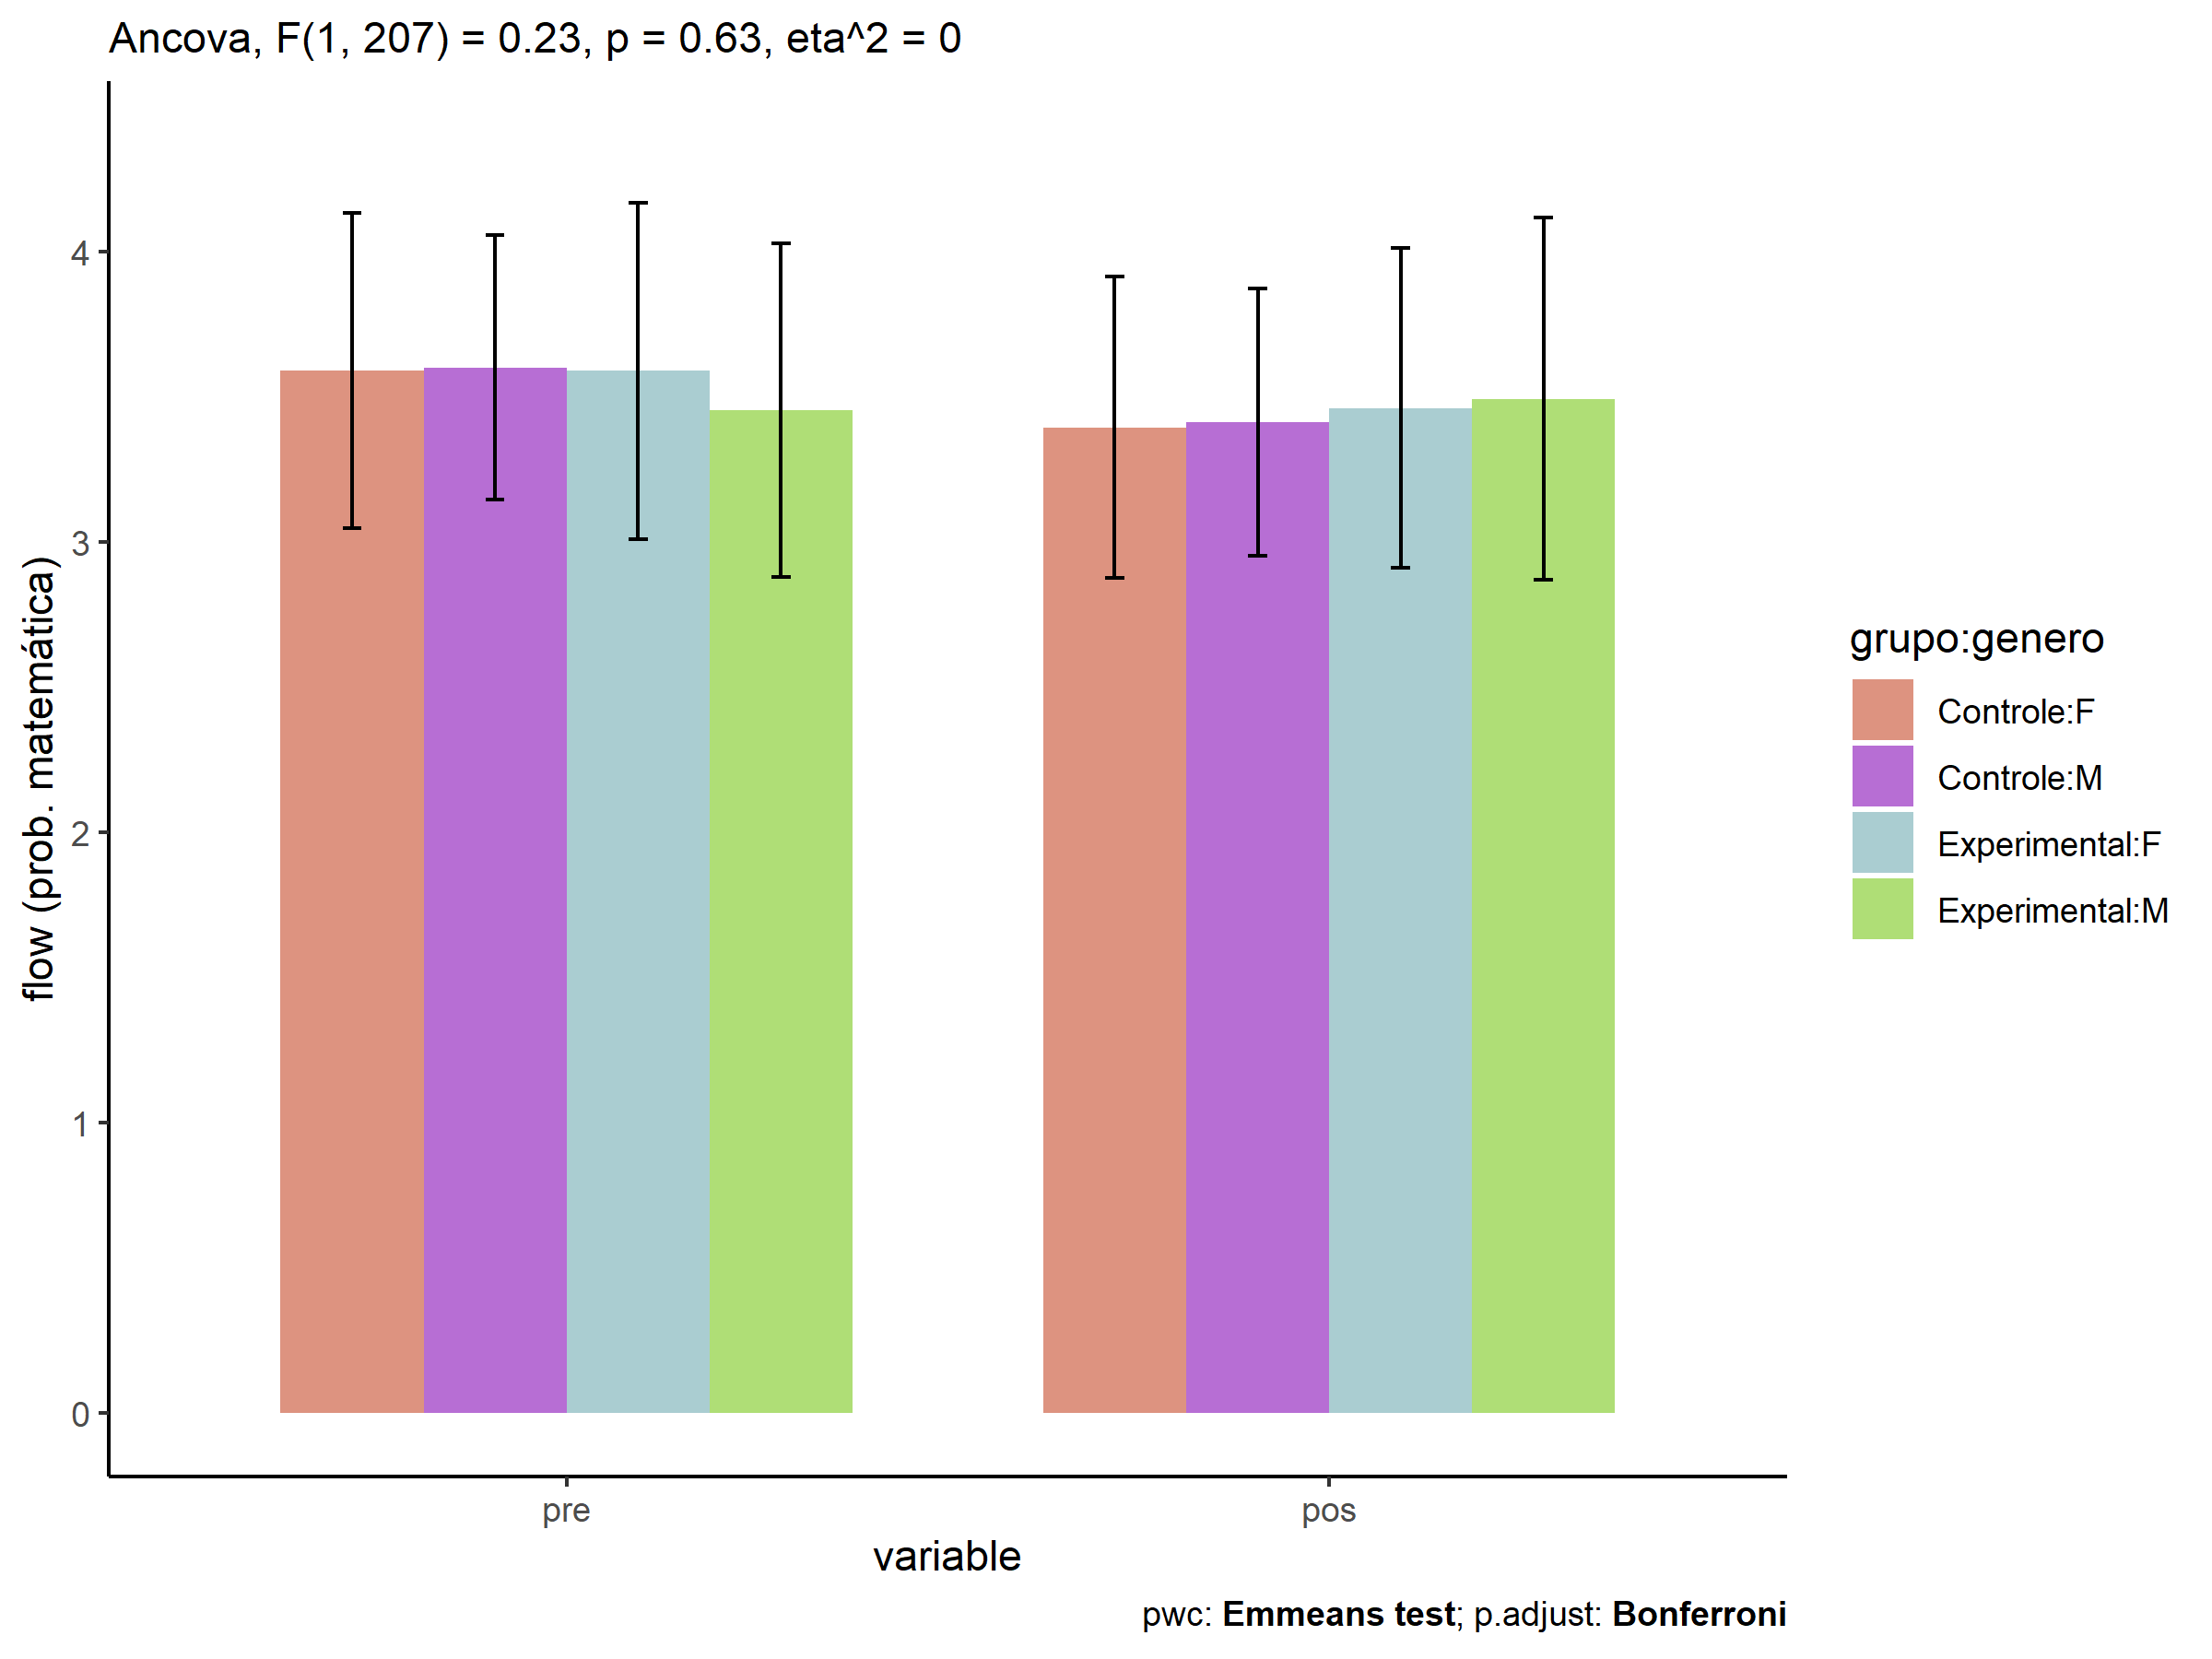 Ancova, F(1, 207) = 0.23, p = 0.63, eta^2 = 0
flow (prob. matemática)
4
3
2
1
0
pre
pos
variable
grupo:genero
Controle:F
Controle:M
Experimental:F
Experimental:M
pwc: Emmeans test; p.adjust: Bonferroni